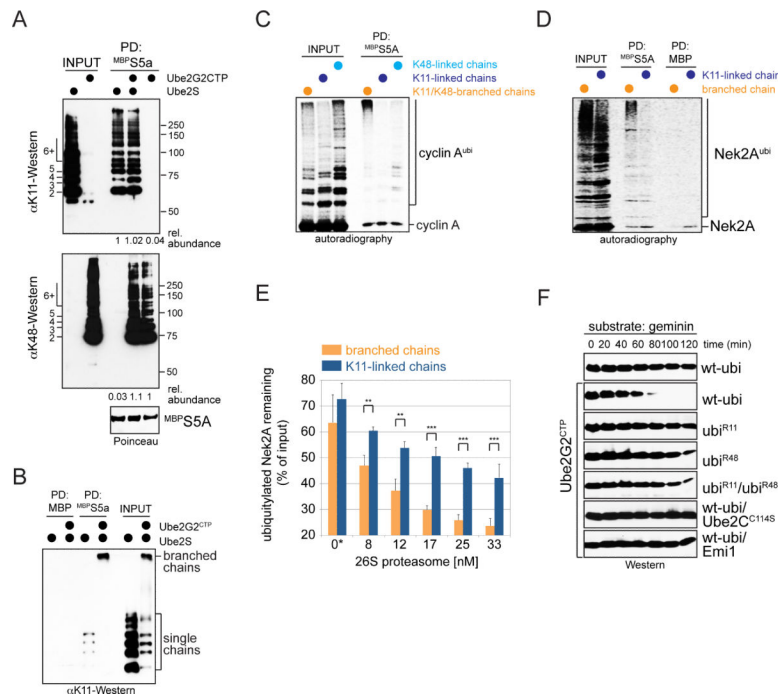 A
INPUT
PD:
MBPS5a
Ube2G2CTP
Ube2S
αK11-Western
6+
5
4
3
2
250
150
100
75
50
rel.
abundance
1 1.02 0.04
αK48-Western
6+
5
4
3
2
250
150
100
75
50
rel.
abundance
0.03 1.1 1
MBPS5A
Poinceau
B
PD:
MBP
PD:
MBPS5a
INPUT
Ube2G2CTP
Ube2S
branched
chains
single
chains
αK11-Western
C
INPUT
PD:
MBPS5A
K48-linked chains
K11-linked chains
K11/K48-branched chains
cyclin Aubi
cyclin A
autoradiography
D
INPUT
PD:
MBPS5A
PD:
MBP
K11-linked chai
branched chain
Nek2Aubi
Nek2A
autoradiography
E
branched chains
K11-linked chains
ubiquitylated Nek2A remaining
(% of input)
80
70
60
50
40
30
20
** ** *** *** ***
0* 8 12 17 25 33
26S proteasome [nM]
F
substrate: geminin
0 20 40 60 80 100 120 time (min)
wt-ubi
Ube2G2CTP
wt-ubi
ubiR11
ubiR48
ubiR11/ubiR48
wt-ubi/
Ube2CC114S
wt-ubi/
Emi1
Western